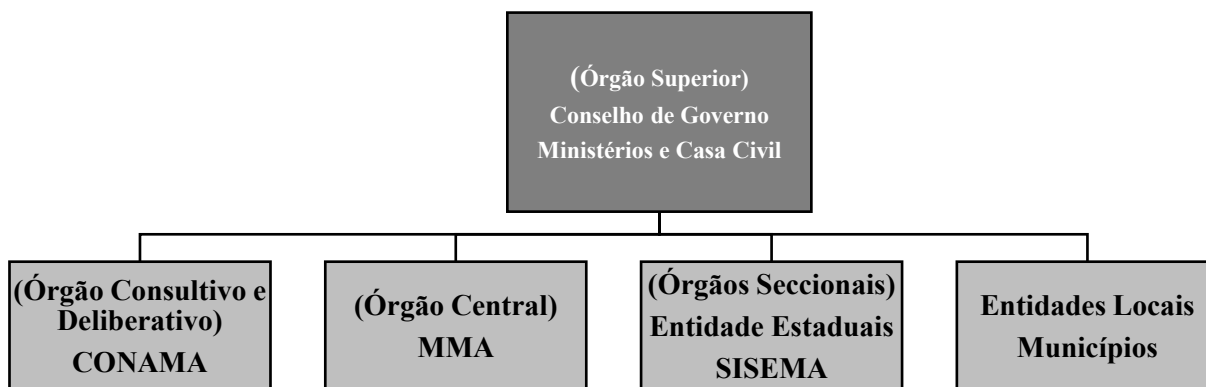 (Órgão Superior)
Conselho de Governo
Ministérios e Casa Civil
(Órgão Consultivo e
Deliberativo)
CONAMA
(Órgão Central)
MMA
(Órgãos Seccionais)
Entidade Estaduais
SISEMA
Entidades Locais
Municípios